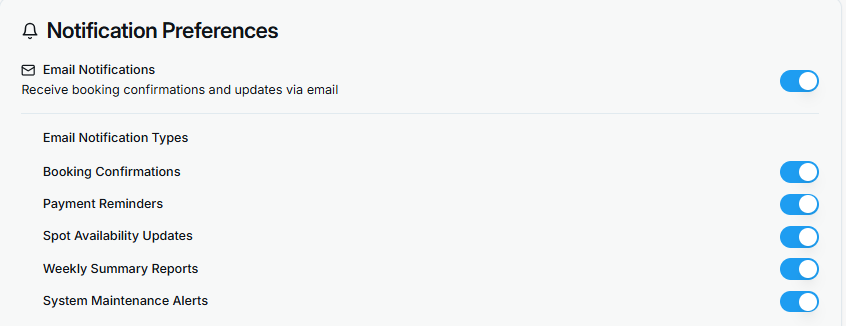 Notification Preferences
Email Notifications
Receive booking confirmations and updates via email
Email Notification Types
Booking Confirmations
Payment Reminders
Spot Availability Updates
Weekly Summary Reports
System Maintenance Alerts